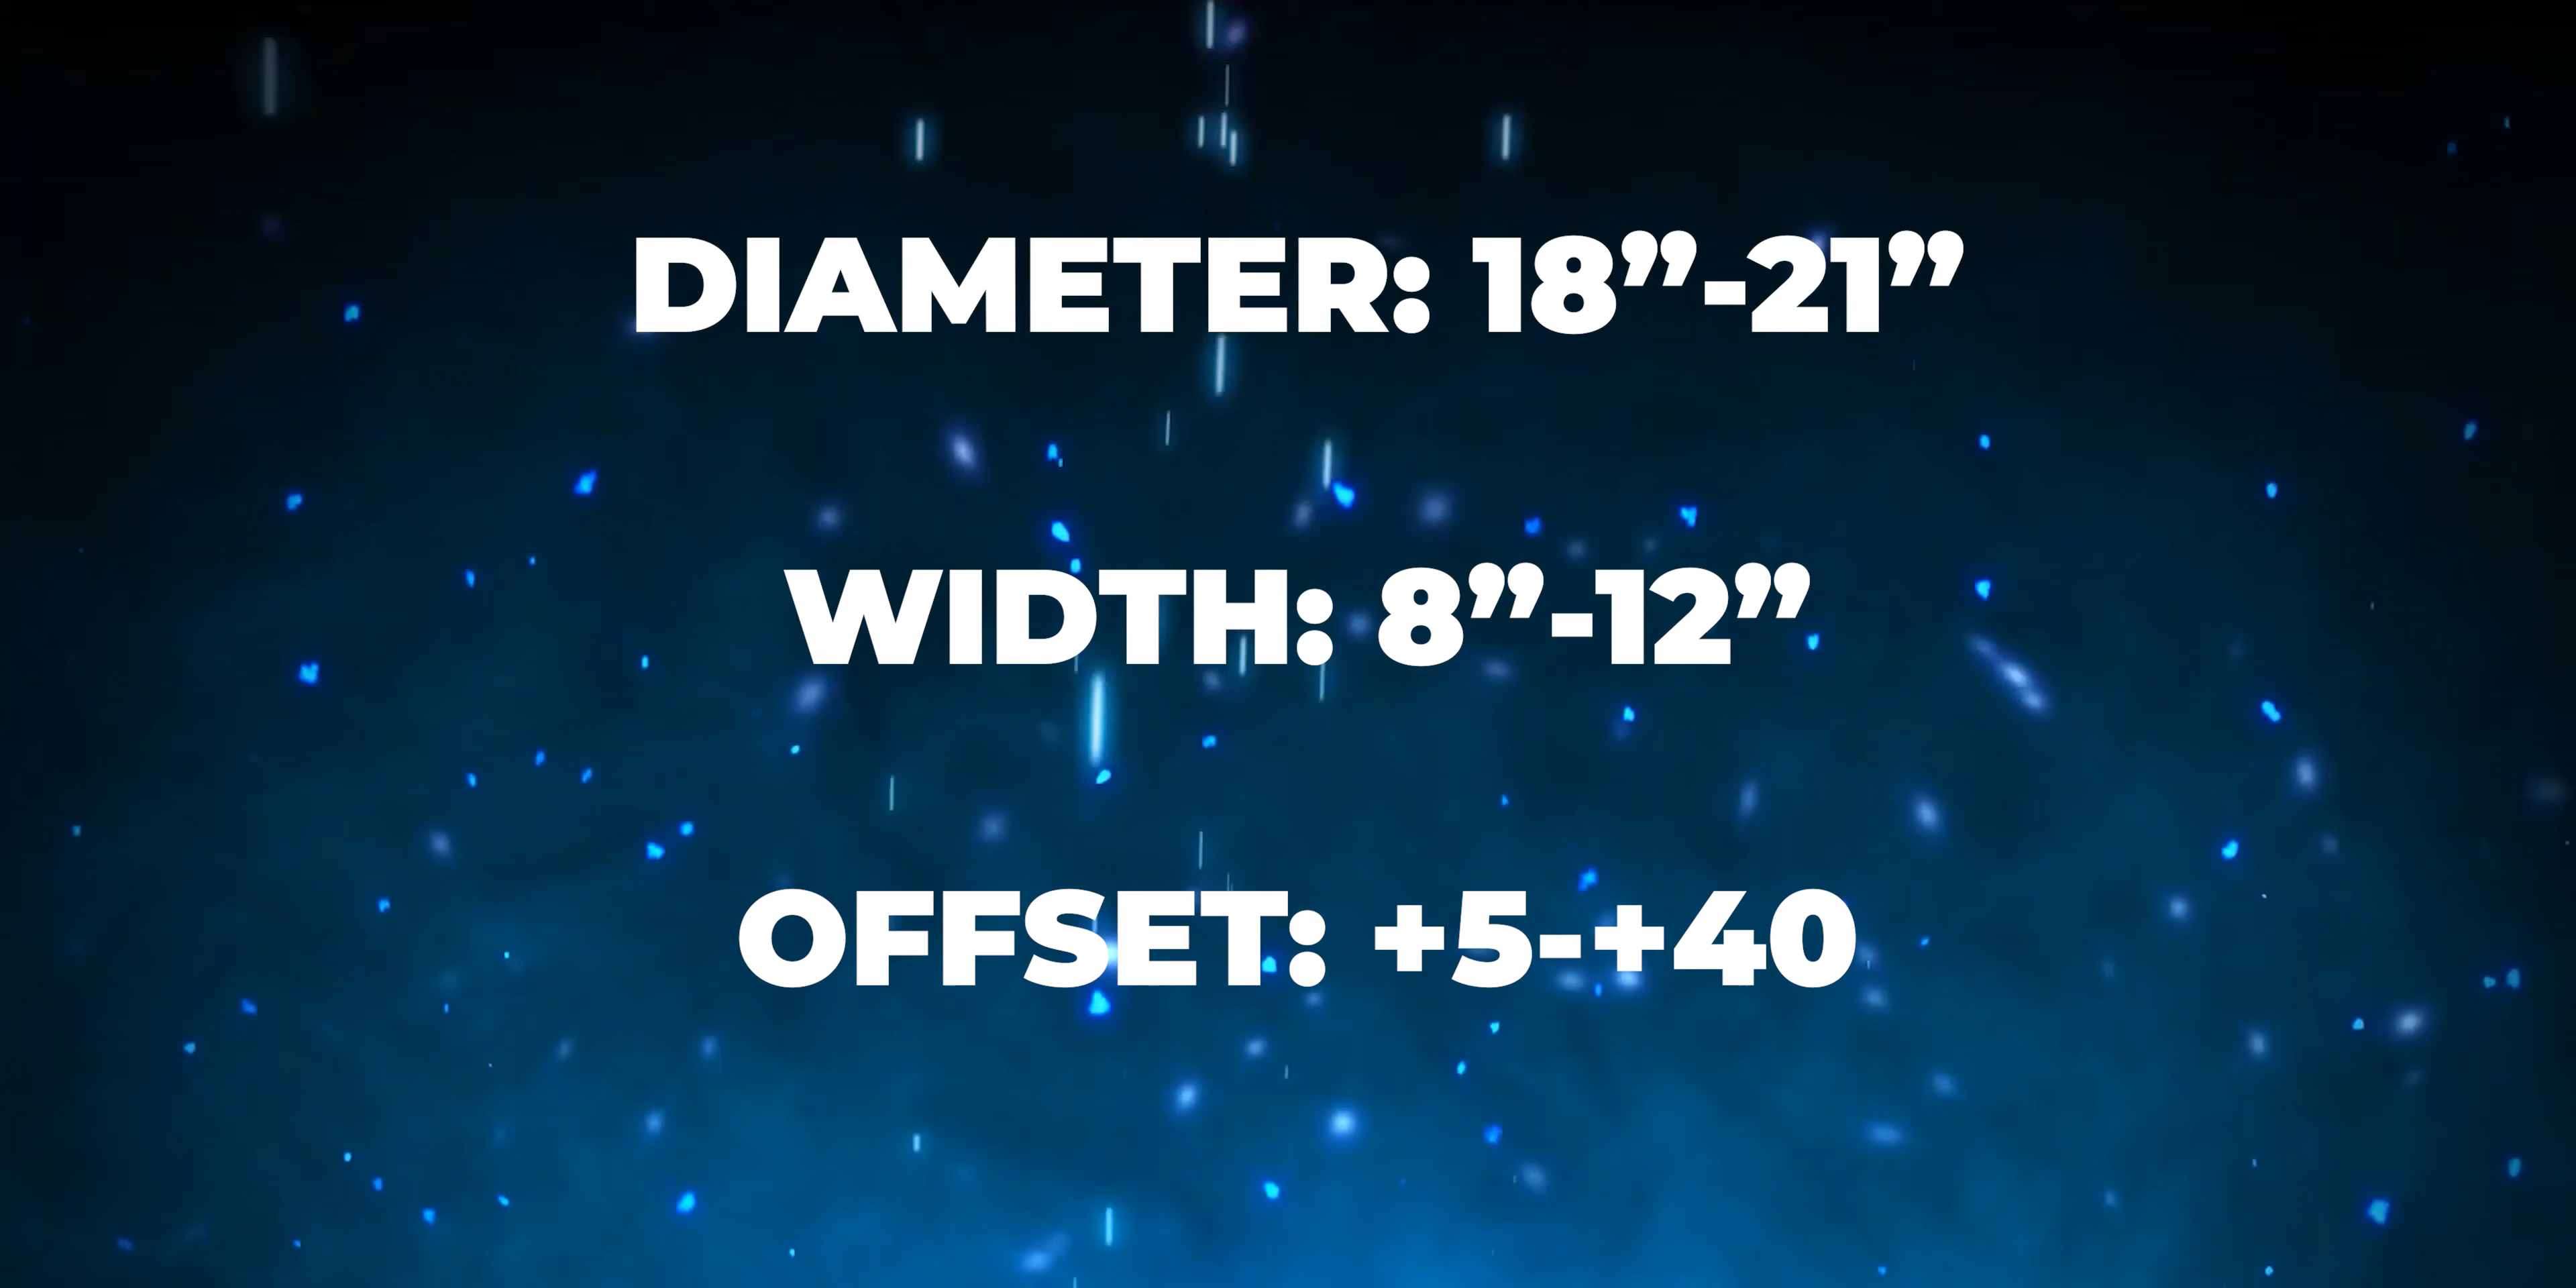 DIAMETER: 18”-21”
WIDTH: 8”-12”
OFFSET: +5-+40